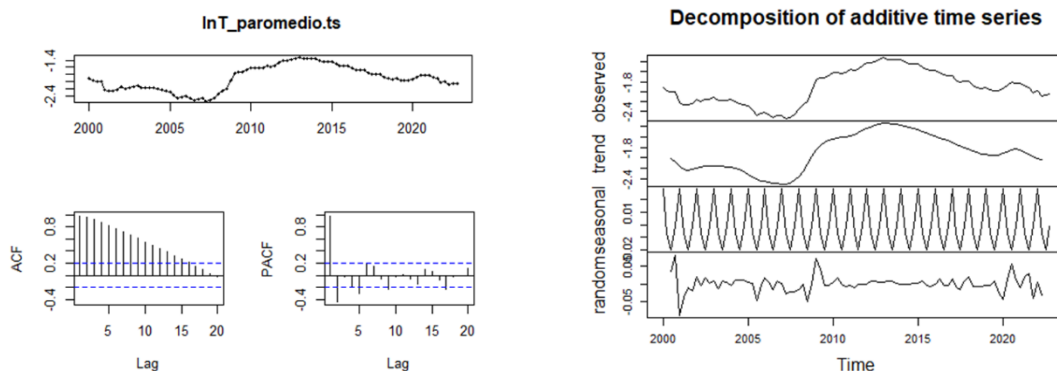 lnT_paromedio.ts
-1.4
-2.4
2000 2005 2010 2015 2020
ACF
0.8
0.2
-0.4
5 10 15 20
Lag
PACF
0.8
0.2
-0.4
5 10 15 20
Lag
Decomposition of additive time series
observed
-1.8
-2.4
trend
-1.8
-2.4
seasonal
0.01
random
-0.05
2000 2005 2010 2015 2020
Time